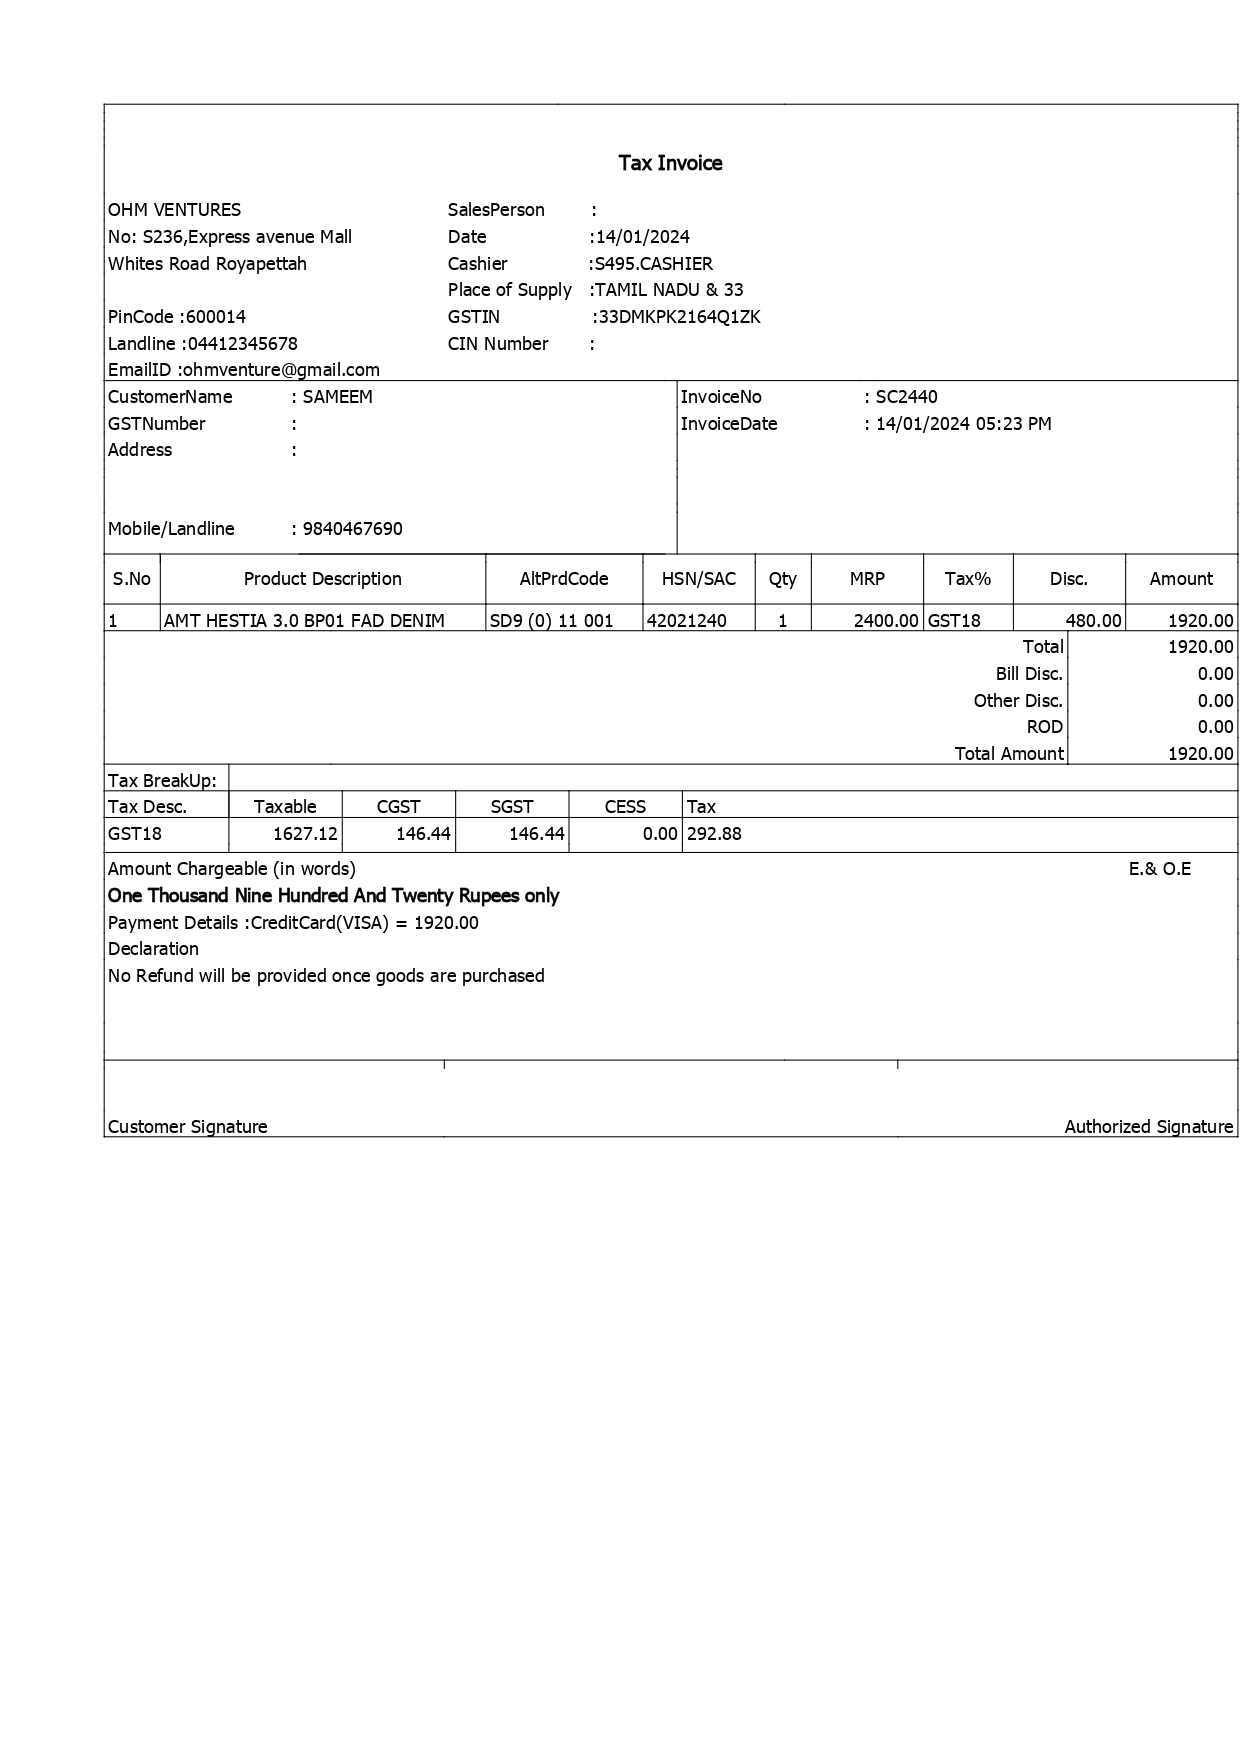 Tax Invoice
OHM VENTURES SalesPerson :
No: S236,Express avenue Mall Date :14/01/2024
Whites Road Royapettah Cashier :S495.CASHIER
Place of Supply :TAMIL NADU & 33
PinCode :600014 GSTIN :33DMKPK2164Q1ZK
Landline :04412345678 CIN Number :
EmailID :ohmventure@gmail.com
CustomerName : SAMEEM InvoiceNo : SC2440
GSTNumber : InvoiceDate : 14/01/2024 05:23 PM
Address :
Mobile/Landline : 9840467690
S.No Product Description AltPrdCode HSN/SAC Qty MRP Tax% Disc. Amount
1 AMT HESTIA 3.0 BP01 FAD DENIM SD9 (0) 11 001 42021240 1 2400.00 GST18 480.00 1920.00
Total 1920.00
Bill Disc. 0.00
Other Disc. 0.00
ROD 0.00
Total Amount 1920.00
Tax BreakUp:
Tax Desc. Taxable CGST SGST CESS Tax
GST18 1627.12 146.44 146.44 0.00 292.88
Amount Chargeable (in words) E.& O.E
One Thousand Nine Hundred And Twenty Rupees only
Payment Details :CreditCard(VISA) = 1920.00
Declaration
No Refund will be provided once goods are purchased
Customer Signature Authorized Signature